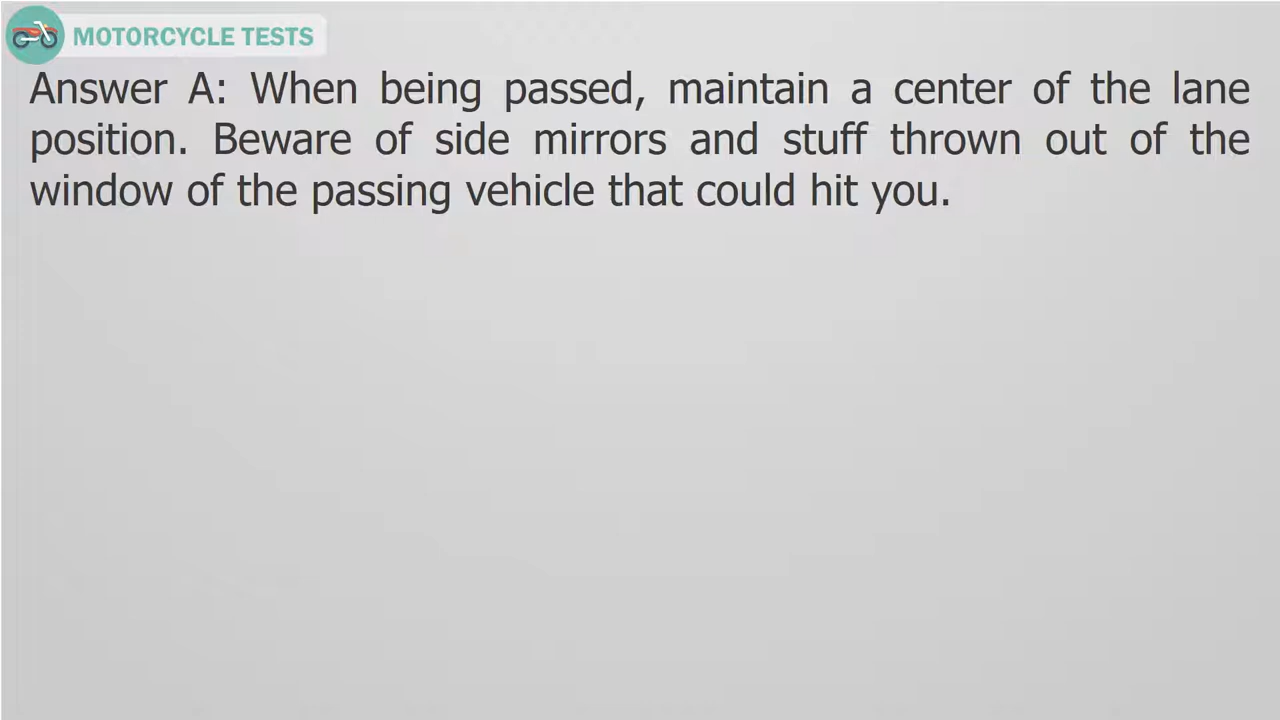 MOTORCYCLE TESTS
Answer A: When being passed, maintain a center of the lane
position. Beware of side mirrors and stuff thrown out of the
window of the passing vehicle that could hit you.